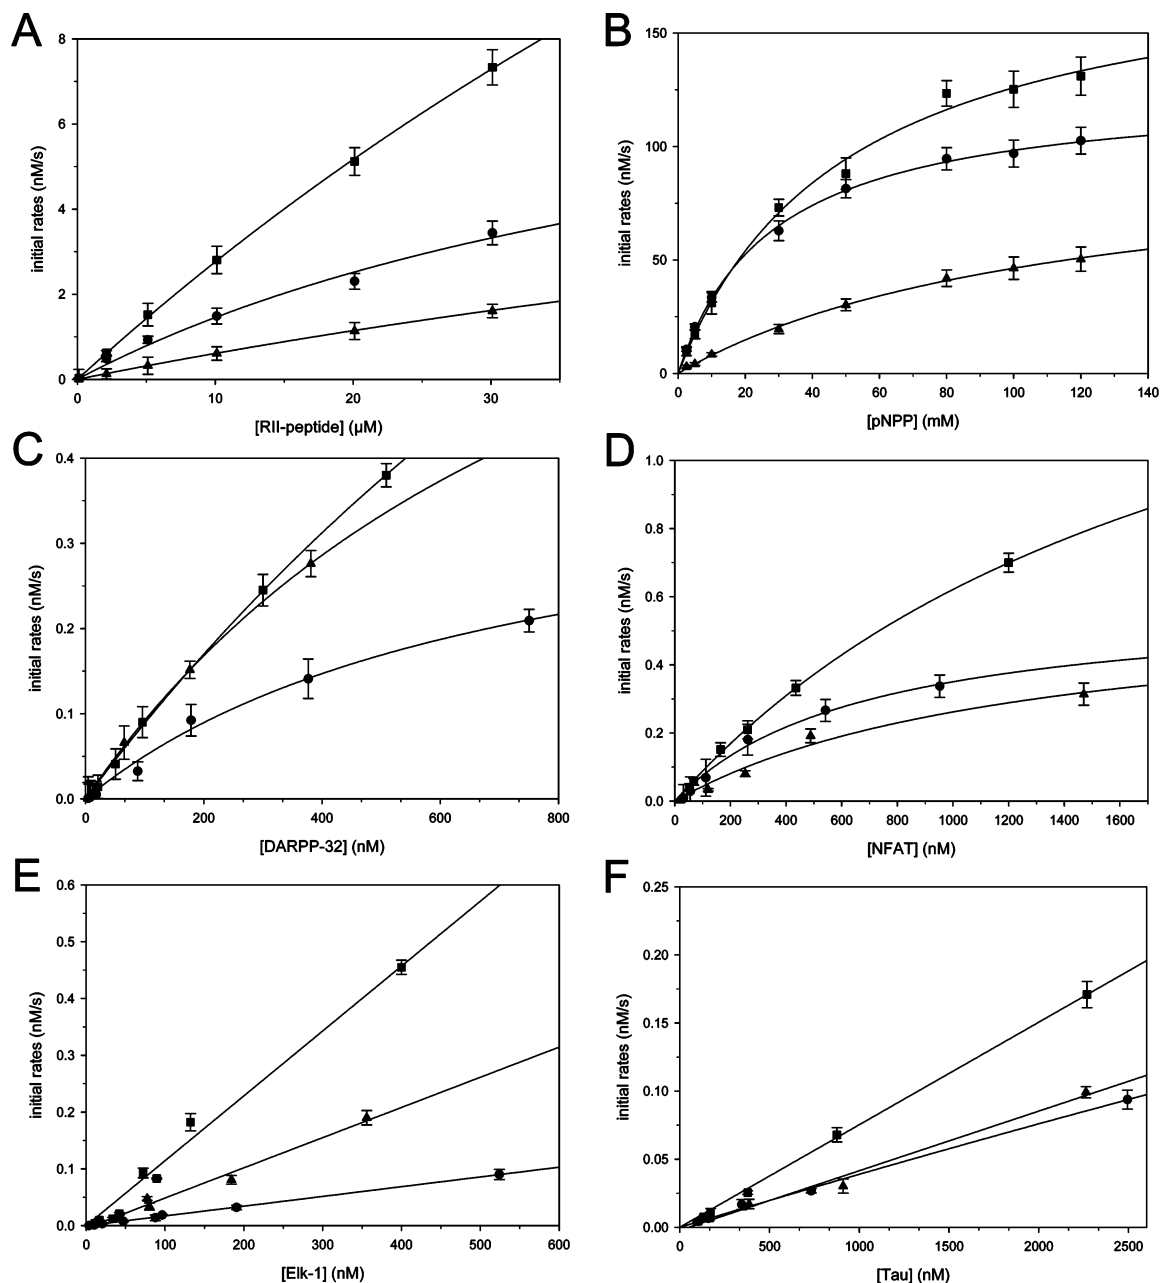 A
8
6
4
2
0
initial rates (nM/s)
0 10 20 30
[RII-peptide] (µM)
B
150
100
50
0
initial rates (nM/s)
0 20 40 60 80 100 120 140
[pNPP] (mM)
C
0.4
0.3
0.2
0.1
0.0
initial rates (nM/s)
0 200 400 600 800
[DARPP-32] (nM)
D
1.0
0.8
0.6
0.4
0.2
0.0
initial rates (nM/s)
0 200 400 600 800 1000 1200 1400 1600
[NFAT] (nM)
E
0.6
0.5
0.4
0.3
0.2
0.1
0.0
initial rates (nM/s)
0 100 200 300 400 500 600
[Elk-1] (nM)
F
0.25
0.20
0.15
0.10
0.05
0.00
initial rates (nM/s)
0 500 1000 1500 2000 2500
[Tau] (nM)